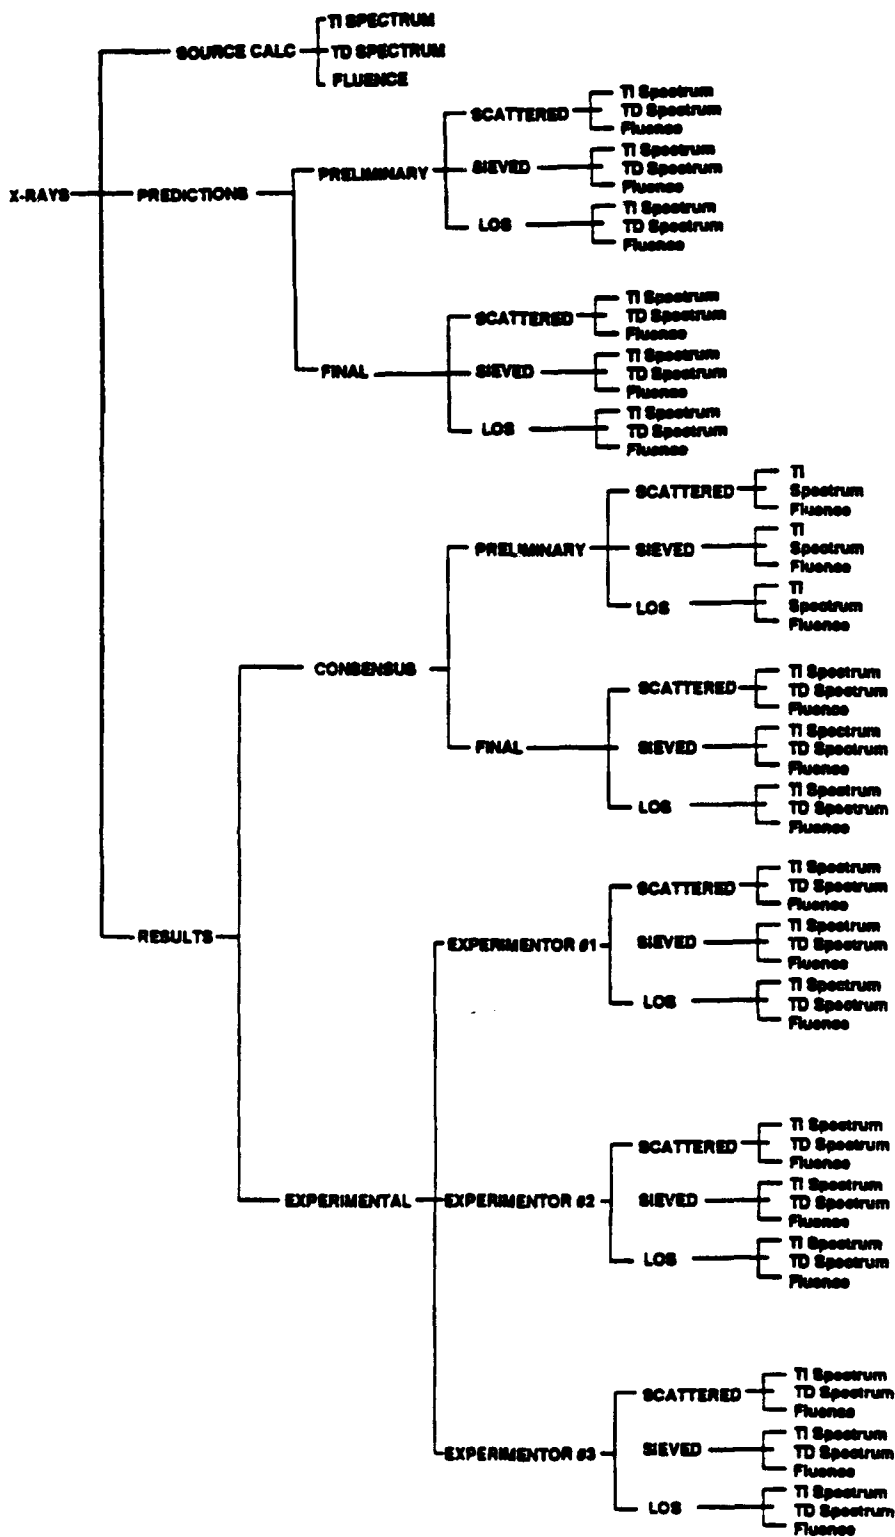 TI SPECTRUM
SOURCE CALC
TD SPECTRUM
FLUENCE
X-RAYS
PREDICTIONS
PRELIMINARY
SCATTERED
TI Spectrum
TD Spectrum
Fluence
SIEVED
TI Spectrum
TD Spectrum
Fluence
LOS
TI Spectrum
TD Spectrum
Fluence
FINAL
SCATTERED
TI Spectrum
TD Spectrum
Fluence
SIEVED
TI Spectrum
TD Spectrum
Fluence
LOS
TI Spectrum
TD Spectrum
Fluence
RESULTS
CONSENSUS
PRELIMINARY
SCATTERED
TI
Spectrum
Fluence
SIEVED
TI
Spectrum
Fluence
LOS
TI
Spectrum
Fluence
FINAL
SCATTERED
TI Spectrum
TD Spectrum
Fluence
SIEVED
TI Spectrum
TD Spectrum
Fluence
LOS
TI Spectrum
TD Spectrum
Fluence
EXPERIMENTAL
EXPERIMENTOR #1
SCATTERED
TI Spectrum
TD Spectrum
Fluence
SIEVED
TI Spectrum
TD Spectrum
Fluence
LOS
TI Spectrum
TD Spectrum
Fluence
EXPERIMENTOR #2
SCATTERED
TI Spectrum
TD Spectrum
Fluence
SIEVED
TI Spectrum
TD Spectrum
Fluence
LOS
TI Spectrum
TD Spectrum
Fluence
EXPERIMENTOR #3
SCATTERED
TI Spectrum
TD Spectrum
Fluence
SIEVED
TI Spectrum
TD Spectrum
Fluence
LOS
TI Spectrum
TD Spectrum
Fluence